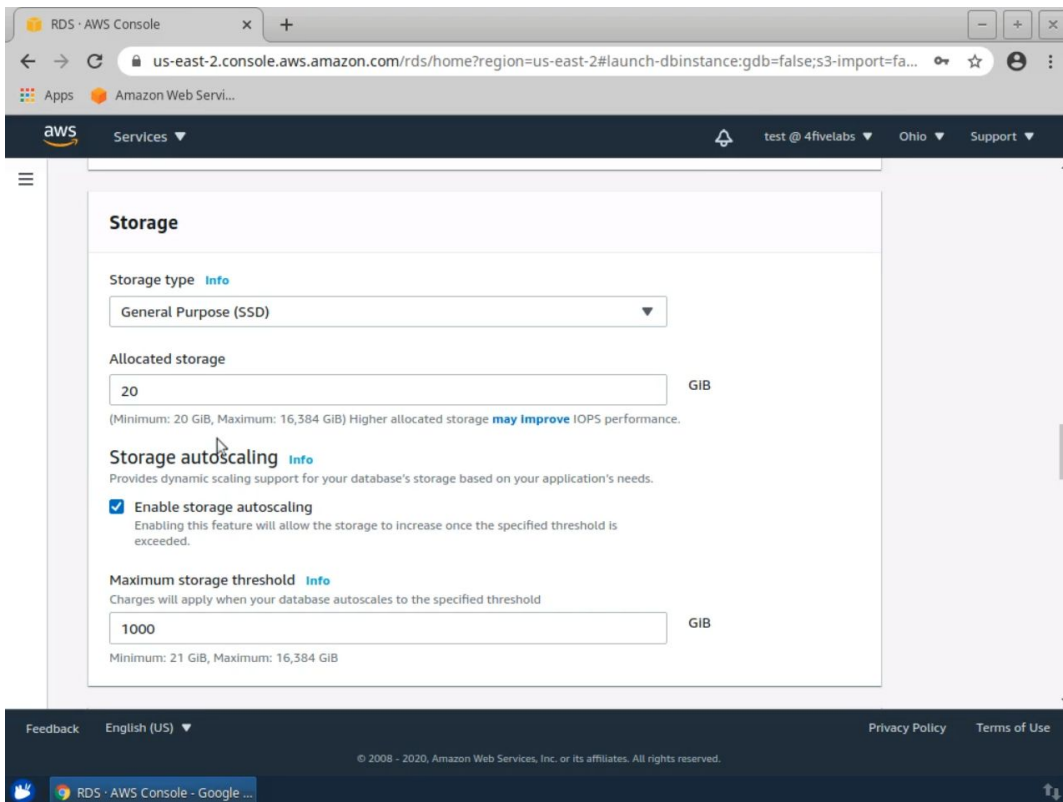 RDS · AWS Console
us-east-2.console.aws.amazon.com/rds/home?region=us-east-2#launch-dbinstance:gdb=false;s3-import=fa...
Apps Amazon Web Servi...
aws Services test @ 4fivelabs Ohio Support
Storage
Storage type Info
General Purpose (SSD)
Allocated storage
20 GiB
(Minimum: 20 GiB, Maximum: 16,384 GiB) Higher allocated storage may improve IOPS performance.
Storage autoscaling Info
Provides dynamic scaling support for your database's storage based on your application's needs.
Enable storage autoscaling
Enabling this feature will allow the storage to increase once the specified threshold is
exceeded.
Maximum storage threshold Info
Charges will apply when your database autoscales to the specified threshold
1000 GiB
Minimum: 21 GiB, Maximum: 16,384 GiB
Feedback English (US) Privacy Policy Terms of Use
© 2008 - 2020, Amazon Web Services, Inc. or its affiliates. All rights reserved.
RDS · AWS Console - Google ...